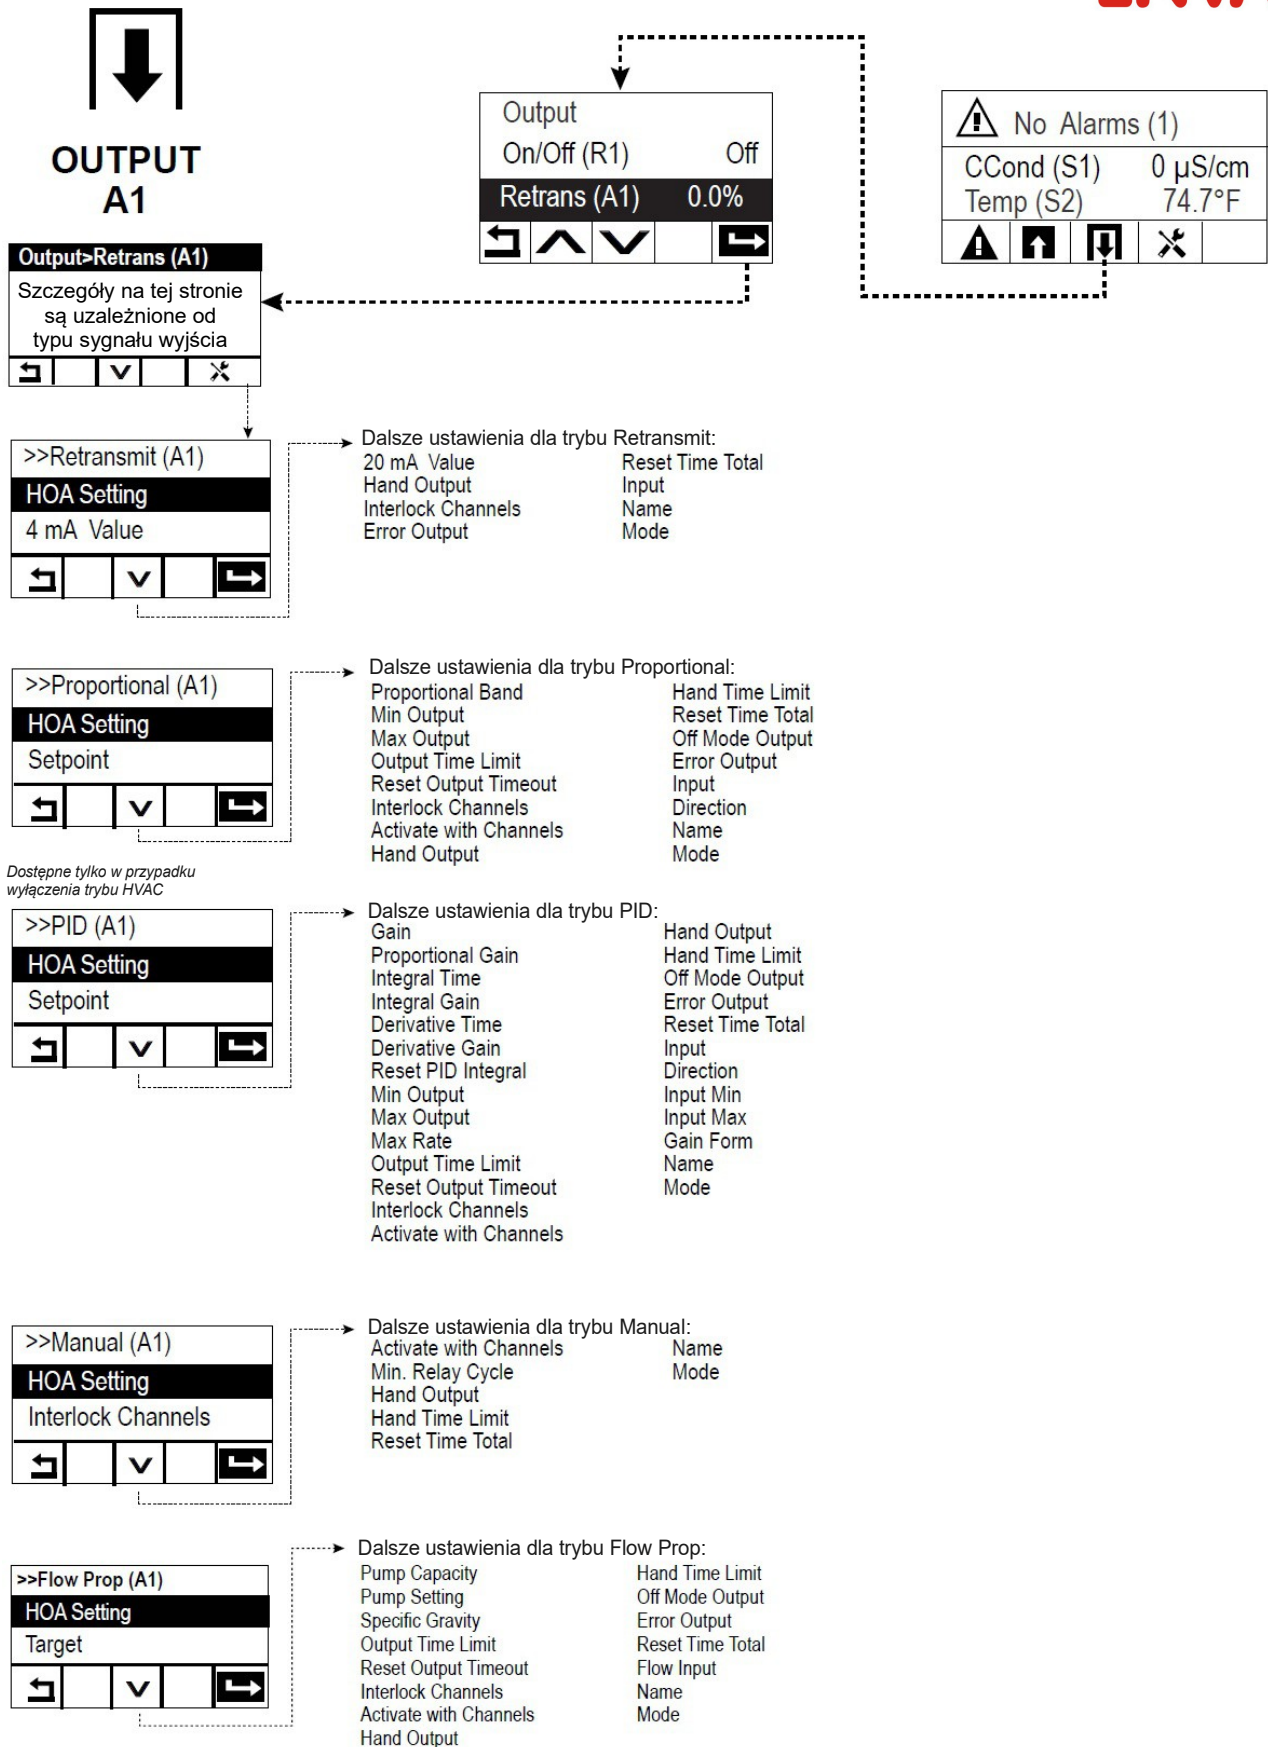 OUTPUT
A1
Output
On/Off (R1) Off
Retrans (A1) 0.0%
No Alarms (1)
CCond (S1) 0 µS/cm
Temp (S2) 74.7°F
Output>Retrans (A1)
Szczegóły na tej stronie
są uzależnione od
typu sygnału wyjścia
>>Retransmit (A1)
HOA Setting
4 mA Value
Dalsze ustawienia dla trybu Retransmit:
20 mA Value Reset Time Total
Hand Output Input
Interlock Channels Name
Error Output Mode
>>Proportional (A1)
HOA Setting
Setpoint
Dalsze ustawienia dla trybu Proportional:
Proportional Band Hand Time Limit
Min Output Reset Time Total
Max Output Off Mode Output
Output Time Limit Error Output
Reset Output Timeout Input
Interlock Channels Direction
Activate with Channels Name
Hand Output Mode
Dostępne tylko w przypadku
wyłączenia trybu HVAC
>>PID (A1)
HOA Setting
Setpoint
Dalsze ustawienia dla trybu PID:
Gain Hand Output
Proportional Gain Hand Time Limit
Integral Time Off Mode Output
Integral Gain Error Output
Derivative Time Reset Time Total
Derivative Gain Input
Reset PID Integral Direction
Min Output Input Min
Max Output Input Max
Max Rate Gain Form
Output Time Limit Name
Reset Output Timeout Mode
Interlock Channels
Activate with Channels
>>Manual (A1)
HOA Setting
Interlock Channels
Dalsze ustawienia dla trybu Manual:
Activate with Channels Name
Min. Relay Cycle Mode
Hand Output
Hand Time Limit
Reset Time Total
>>Flow Prop (A1)
HOA Setting
Target
Dalsze ustawienia dla trybu Flow Prop:
Pump Capacity Hand Time Limit
Pump Setting Off Mode Output
Specific Gravity Error Output
Output Time Limit Reset Time Total
Reset Output Timeout Flow Input
Interlock Channels Name
Activate with Channels Mode
Hand Output